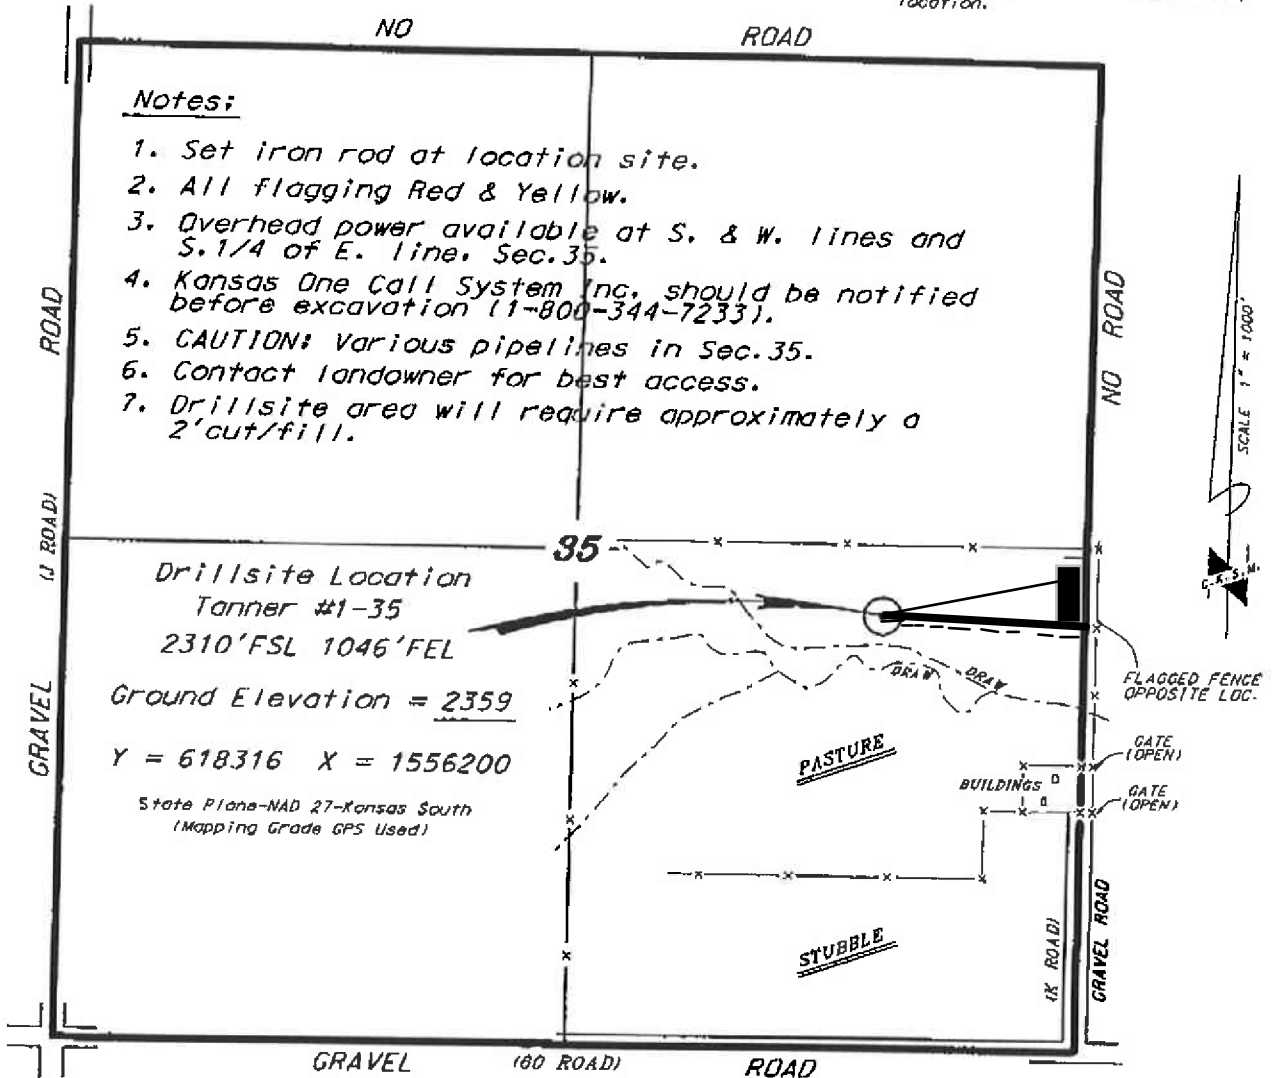 location.
NO ROAD
Notes:
1. Set iron rod at location site.
2. All flagging Red & Yellow.
3. Overhead power available at S. & W. lines and
S.1/4 of E. line, Sec.35.
4. Kansas One Call System Inc. should be notified
before excavation (1-800-344-7233).
5. CAUTION: Various pipelines in Sec.35.
6. Contact landowner for best access.
7. Drillsite area will require approximately a
2'cut/fill.
ROAD
(J ROAD)
GRAVEL
NO ROAD
SCALE 1" = 1000'
C.K.S.M.
35
Drillsite Location
Tanner #1-35
2310'FSL 1046'FEL
Ground Elevation = 2359
Y = 618316 X = 1556200
State Plane-NAD 27-Kansas South
(Mapping Grade GPS Used)
DRAW
DRAW
FLAGGED FENCE
OPPOSITE LOC.
PASTURE
GATE
(OPEN)
BUILDINGS
GATE
(OPEN)
STUBBLE
(K ROAD)
GRAVEL ROAD
GRAVEL (60 ROAD) ROAD